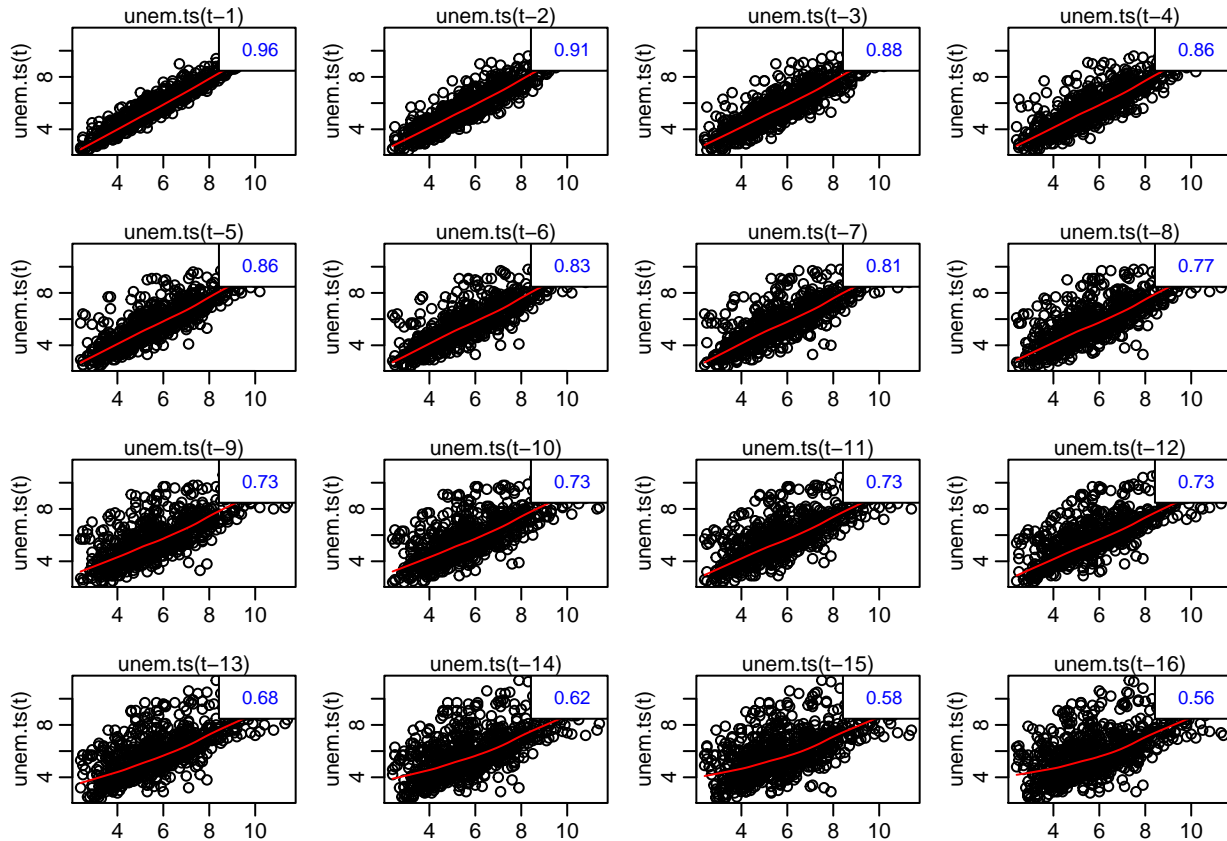 unem.ts(t−1) unem.ts(t−2) unem.ts(t−3) unem.ts(t−4)
0.96 0.91 0.88 0.86
unem.ts(t) unem.ts(t) unem.ts(t) unem.ts(t)
8 8 8 8
4 4 4 4
4 6 8 10 4 6 8 10 4 6 8 10 4 6 8 10
unem.ts(t−5) unem.ts(t−6) unem.ts(t−7) unem.ts(t−8)
0.86 0.83 0.81 0.77
unem.ts(t) unem.ts(t) unem.ts(t) unem.ts(t)
8 8 8 8
4 4 4 4
4 6 8 10 4 6 8 10 4 6 8 10 4 6 8 10
unem.ts(t−9) unem.ts(t−10) unem.ts(t−11) unem.ts(t−12)
0.73 0.73 0.73 0.73
unem.ts(t) unem.ts(t) unem.ts(t) unem.ts(t)
8 8 8 8
4 4 4 4
4 6 8 10 4 6 8 10 4 6 8 10 4 6 8 10
unem.ts(t−13) unem.ts(t−14) unem.ts(t−15) unem.ts(t−16)
0.68 0.62 0.58 0.56
unem.ts(t) unem.ts(t) unem.ts(t) unem.ts(t)
8 8 8 8
4 4 4 4
4 6 8 10 4 6 8 10 4 6 8 10 4 6 8 10